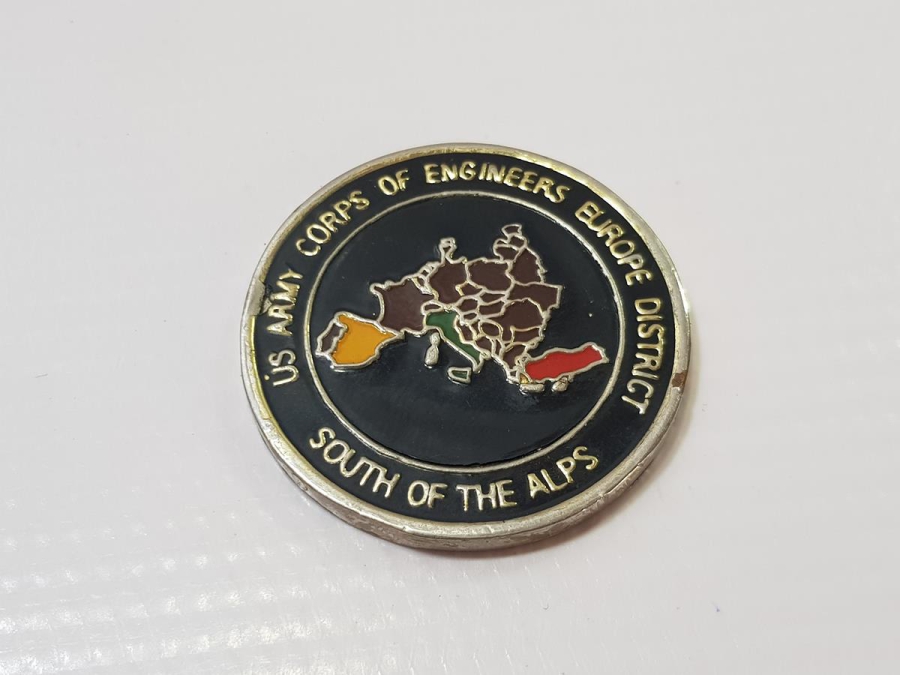 US ARMY CORPS OF ENGINEERS EUROPE DISTRICT
SOUTH OF THE ALPS